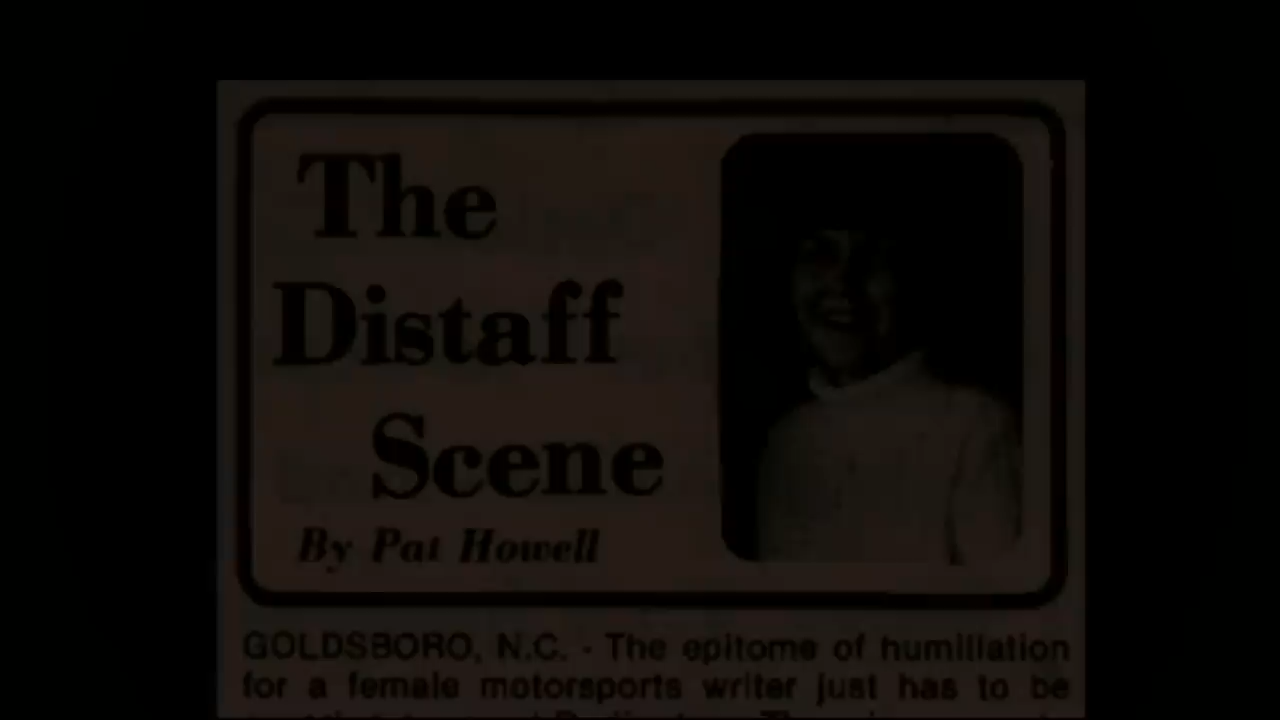 The
Distaff
Scene
By Pat Howell
GOLDSBORO, N.C. - The epitome of humiliation
for a female motorsports writer just has to be